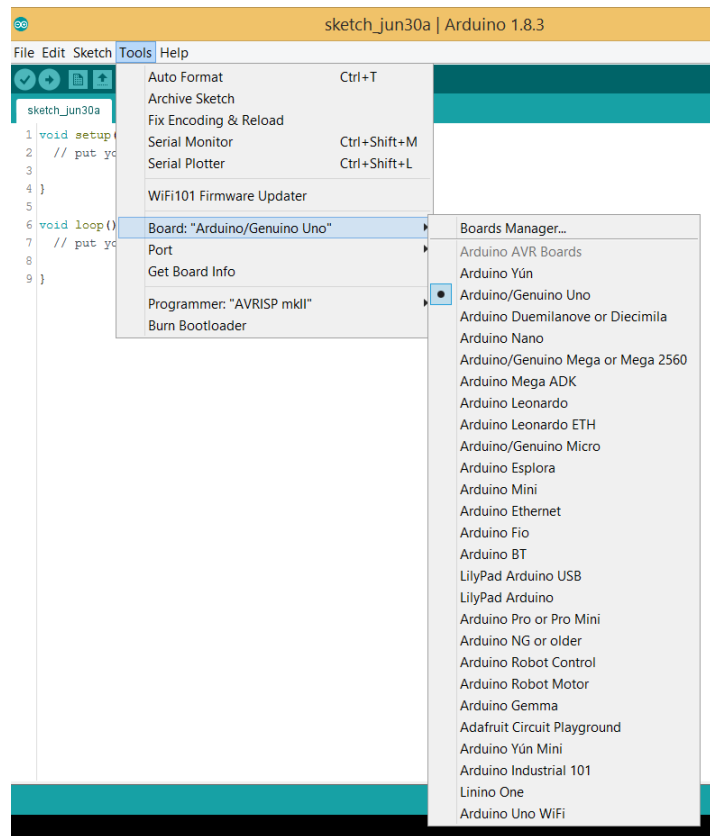 sketch_jun30a | Arduino 1.8.3
File Edit Sketch Tools Help
sketch_jun30a
1 void setup(
2 // put yo
3
4 }
5
6 void loop()
7 // put yo
8
9 }
Auto Format Ctrl+T
Archive Sketch
Fix Encoding & Reload
Serial Monitor Ctrl+Shift+M
Serial Plotter Ctrl+Shift+L
WiFi101 Firmware Updater
Board: "Arduino/Genuino Uno"
Port
Get Board Info
Programmer: "AVRISP mkII"
Burn Bootloader
Boards Manager...
Arduino AVR Boards
Arduino Yún
Arduino/Genuino Uno
Arduino Duemilanove or Diecimila
Arduino Nano
Arduino/Genuino Mega or Mega 2560
Arduino Mega ADK
Arduino Leonardo
Arduino Leonardo ETH
Arduino/Genuino Micro
Arduino Esplora
Arduino Mini
Arduino Ethernet
Arduino Fio
Arduino BT
LilyPad Arduino USB
LilyPad Arduino
Arduino Pro or Pro Mini
Arduino NG or older
Arduino Robot Control
Arduino Robot Motor
Arduino Gemma
Adafruit Circuit Playground
Arduino Yún Mini
Arduino Industrial 101
Linino One
Arduino Uno WiFi